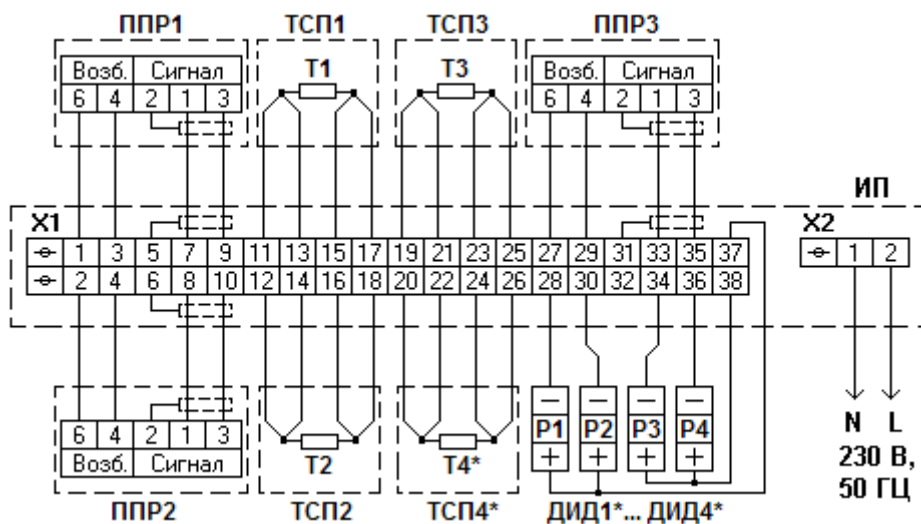 ППР1 ТСП1 ТСП3 ППР3
Возб. Сигнал T1 T3 Возб. Сигнал
6 4 2 1 3 6 4 2 1 3
ИП
X1 X2
1 3 5 7 9 11 13 15 17 19 21 23 25 27 29 31 33 35 37 1 2
2 4 6 8 10 12 14 16 18 20 22 24 26 28 30 32 34 36 38
– – – –
6 4 2 1 3 P1 P2 P3 P4 N L
Возб. Сигнал T2 T4* + + + + 230 В,
ППР2 ТСП2 ТСП4* ДИД1*... ДИД4* 50 ГЦ